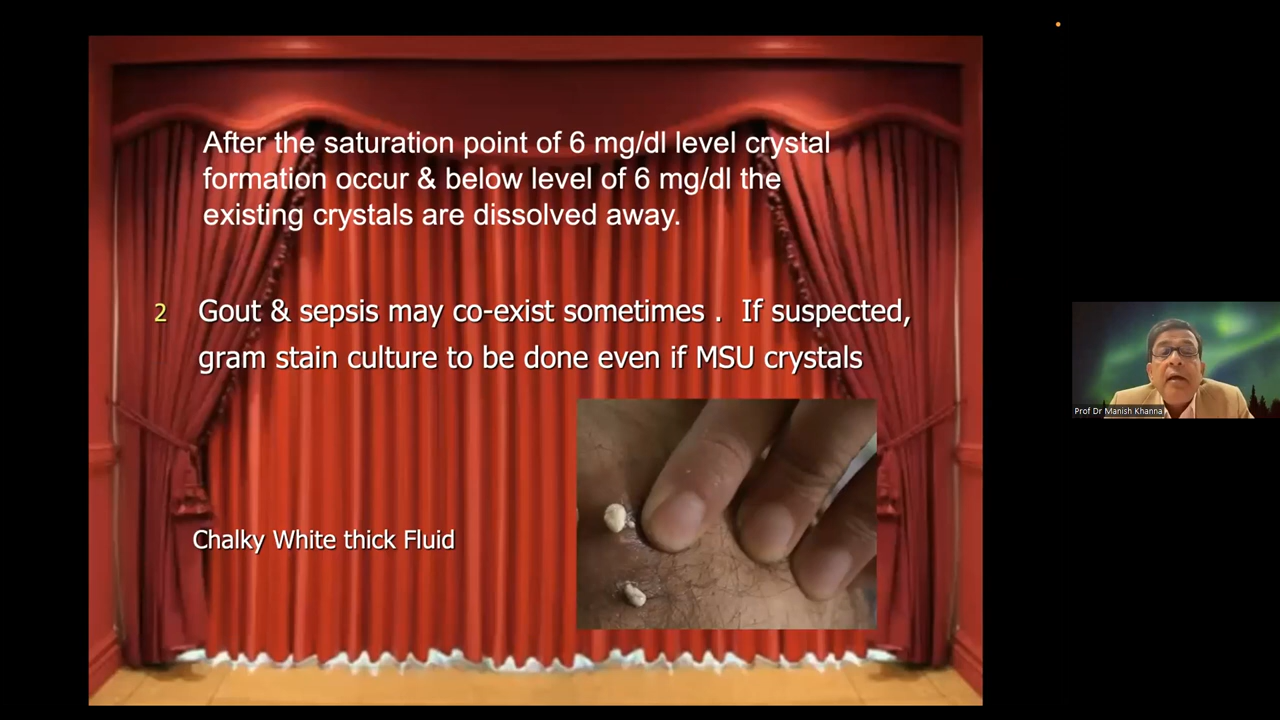 After the saturation point of 6 mg/dl level crystal
formation occur & below level of 6 mg/dl the
existing crystals are dissolved away.
2 Gout & sepsis may co-exist sometimes . If suspected,
gram stain culture to be done even if MSU crystals
Chalky White thick Fluid
Prof Dr Manish Khanna